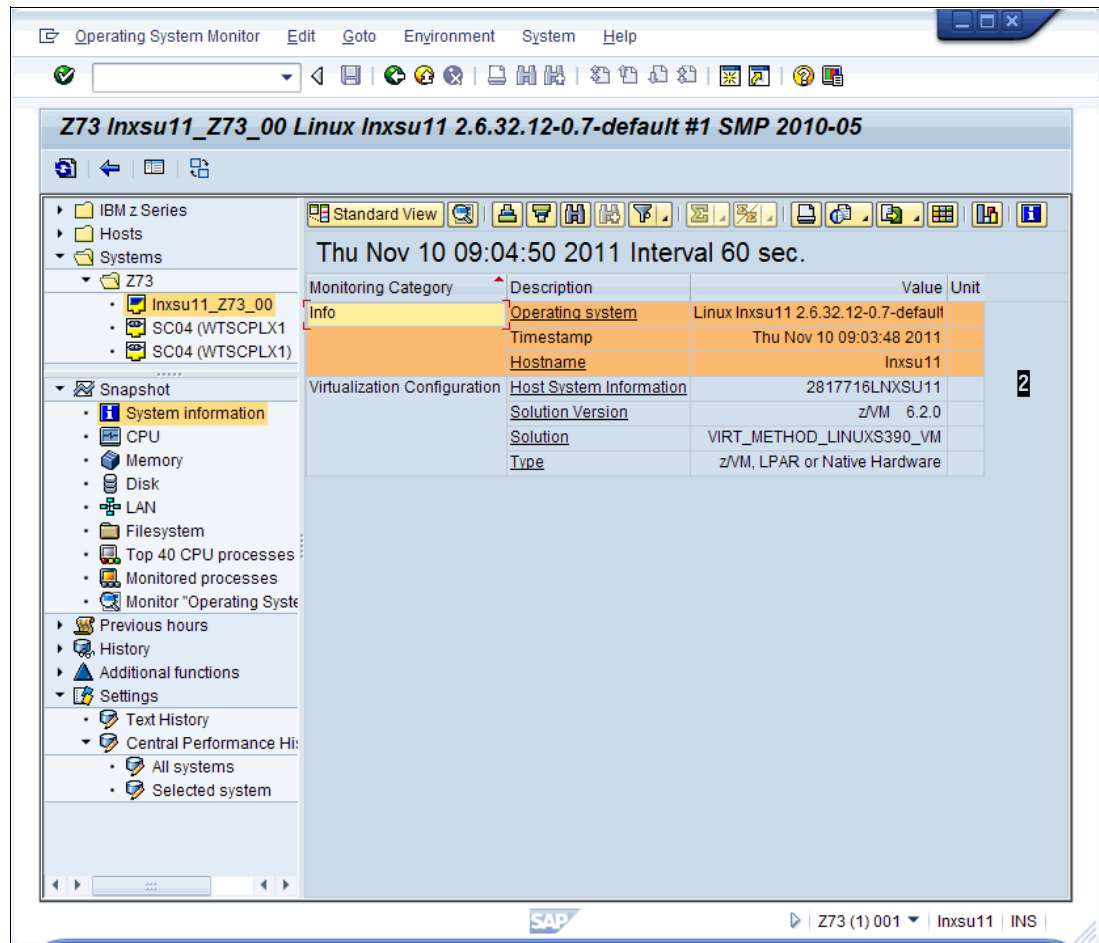 Operating System Monitor Edit Goto Environment System Help
Z73 lnxsu11_Z73_00 Linux lnxsu11 2.6.32.12-0.7-default #1 SMP 2010-05
IBM z Series
Hosts
Systems
Z73
lnxsu11_Z73_00
SC04 (WTSCPLX1
SC04 (WTSCPLX1)
Snapshot
System information
CPU
Memory
Disk
LAN
Filesystem
Top 40 CPU processes
Monitored processes
Monitor "Operating Syste
Previous hours
History
Additional functions
Settings
Text History
Central Performance His
All systems
Selected system
Standard View
Thu Nov 10 09:04:50 2011 Interval 60 sec.
Monitoring Category Description Value Unit
Info Operating system Linux lnxsu11 2.6.32.12-0.7-default
Timestamp Thu Nov 10 09:03:48 2011
Hostname lnxsu11
Virtualization Configuration Host System Information 2817716LNXSU11
Solution Version z/VM 6.2.0
Solution VIRT_METHOD_LINUXS390_VM
Type z/VM, LPAR or Native Hardware
2
SAP Z73 (1) 001 lnxsu11 INS